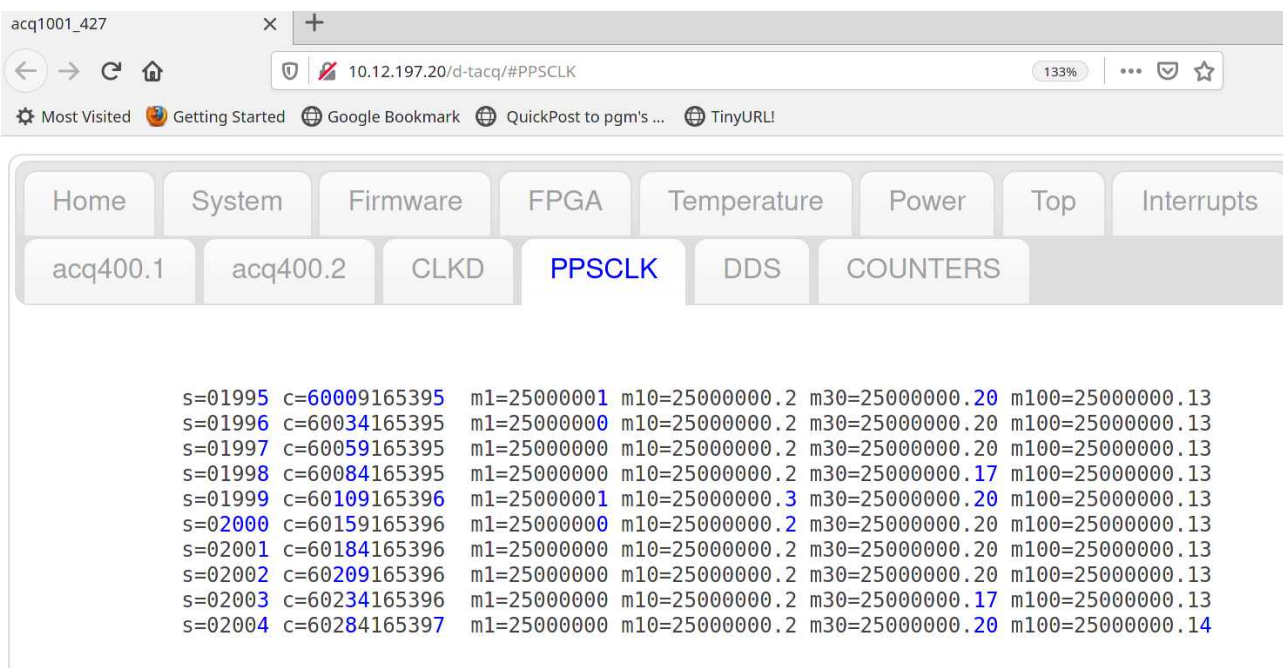 acq1001_427
10.12.197.20/d-tacq/#PPSCLK 133%
Most Visited Getting Started Google Bookmark QuickPost to pgm's ... TinyURL!
Home System Firmware FPGA Temperature Power Top Interrupts
acq400.1 acq400.2 CLKD PPSCLK DDS COUNTERS
s=01995 c=60009165395 m1=25000001 m10=25000000.2 m30=25000000.20 m100=25000000.13
s=01996 c=60034165395 m1=25000000 m10=25000000.2 m30=25000000.20 m100=25000000.13
s=01997 c=60059165395 m1=25000000 m10=25000000.2 m30=25000000.20 m100=25000000.13
s=01998 c=60084165395 m1=25000000 m10=25000000.2 m30=25000000.17 m100=25000000.13
s=01999 c=60109165396 m1=25000001 m10=25000000.3 m30=25000000.20 m100=25000000.13
s=02000 c=60159165396 m1=25000000 m10=25000000.2 m30=25000000.20 m100=25000000.13
s=02001 c=60184165396 m1=25000000 m10=25000000.2 m30=25000000.20 m100=25000000.13
s=02002 c=60209165396 m1=25000000 m10=25000000.2 m30=25000000.20 m100=25000000.13
s=02003 c=60234165396 m1=25000000 m10=25000000.2 m30=25000000.17 m100=25000000.13
s=02004 c=60284165397 m1=25000000 m10=25000000.2 m30=25000000.20 m100=25000000.14